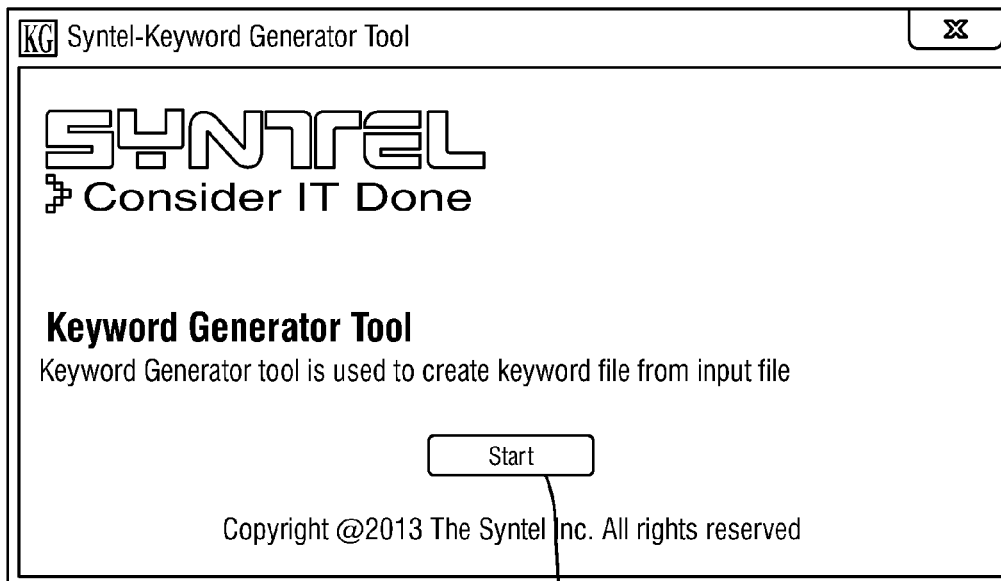 KG Syntel-Keyword Generator Tool X
SYNTEL
Consider IT Done
Keyword Generator Tool
Keyword Generator tool is used to create keyword file from input file
Start
Copyright @2013 The Syntel Inc. All rights reserved